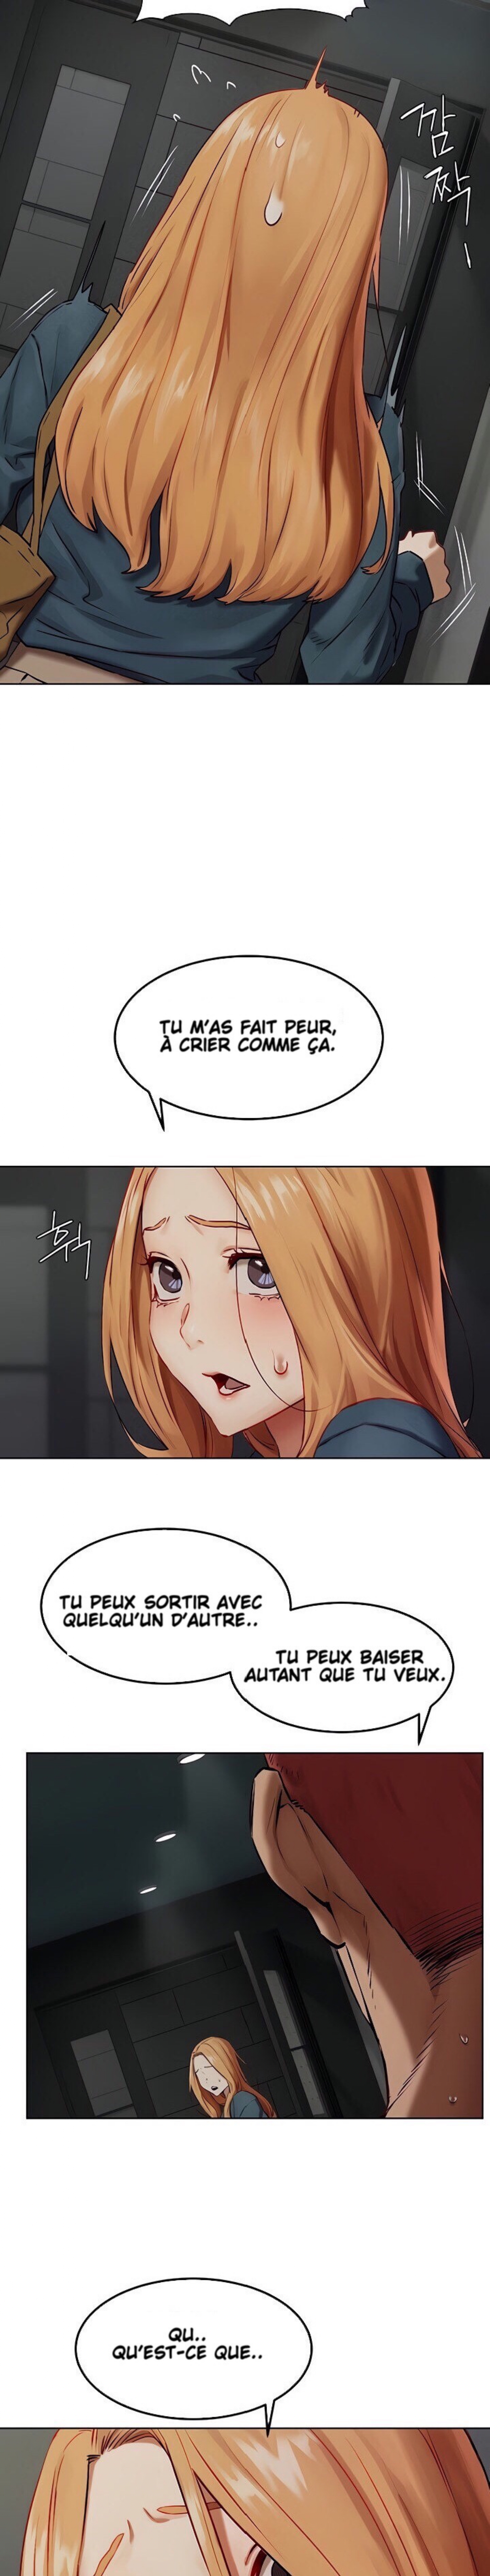 깜
짝
TU M'AS FAIT PEUR,
À CRIER COMME ÇA.
휙
TU PEUX SORTIR AVEC
QUELQU'UN D'AUTRE..
TU PEUX BAISER
AUTANT QUE TU VEUX.
QU..
QU'EST-CE QUE..